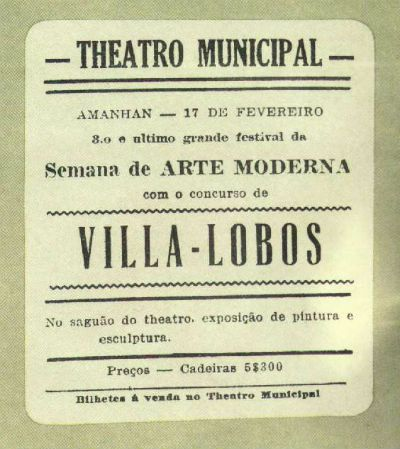 — THEATRO MUNICIPAL —
AMANHAN — 17 DE FEVEREIRO
3.o e ultimo grande festival da
Semana de ARTE MODERNA
com o concurso de
VILLA-LOBOS
No saguão do theatro, exposição de pintura e
esculptura.
Preços — Cadeiras 5$300
Bilhetes á venda no Theatro Municipal